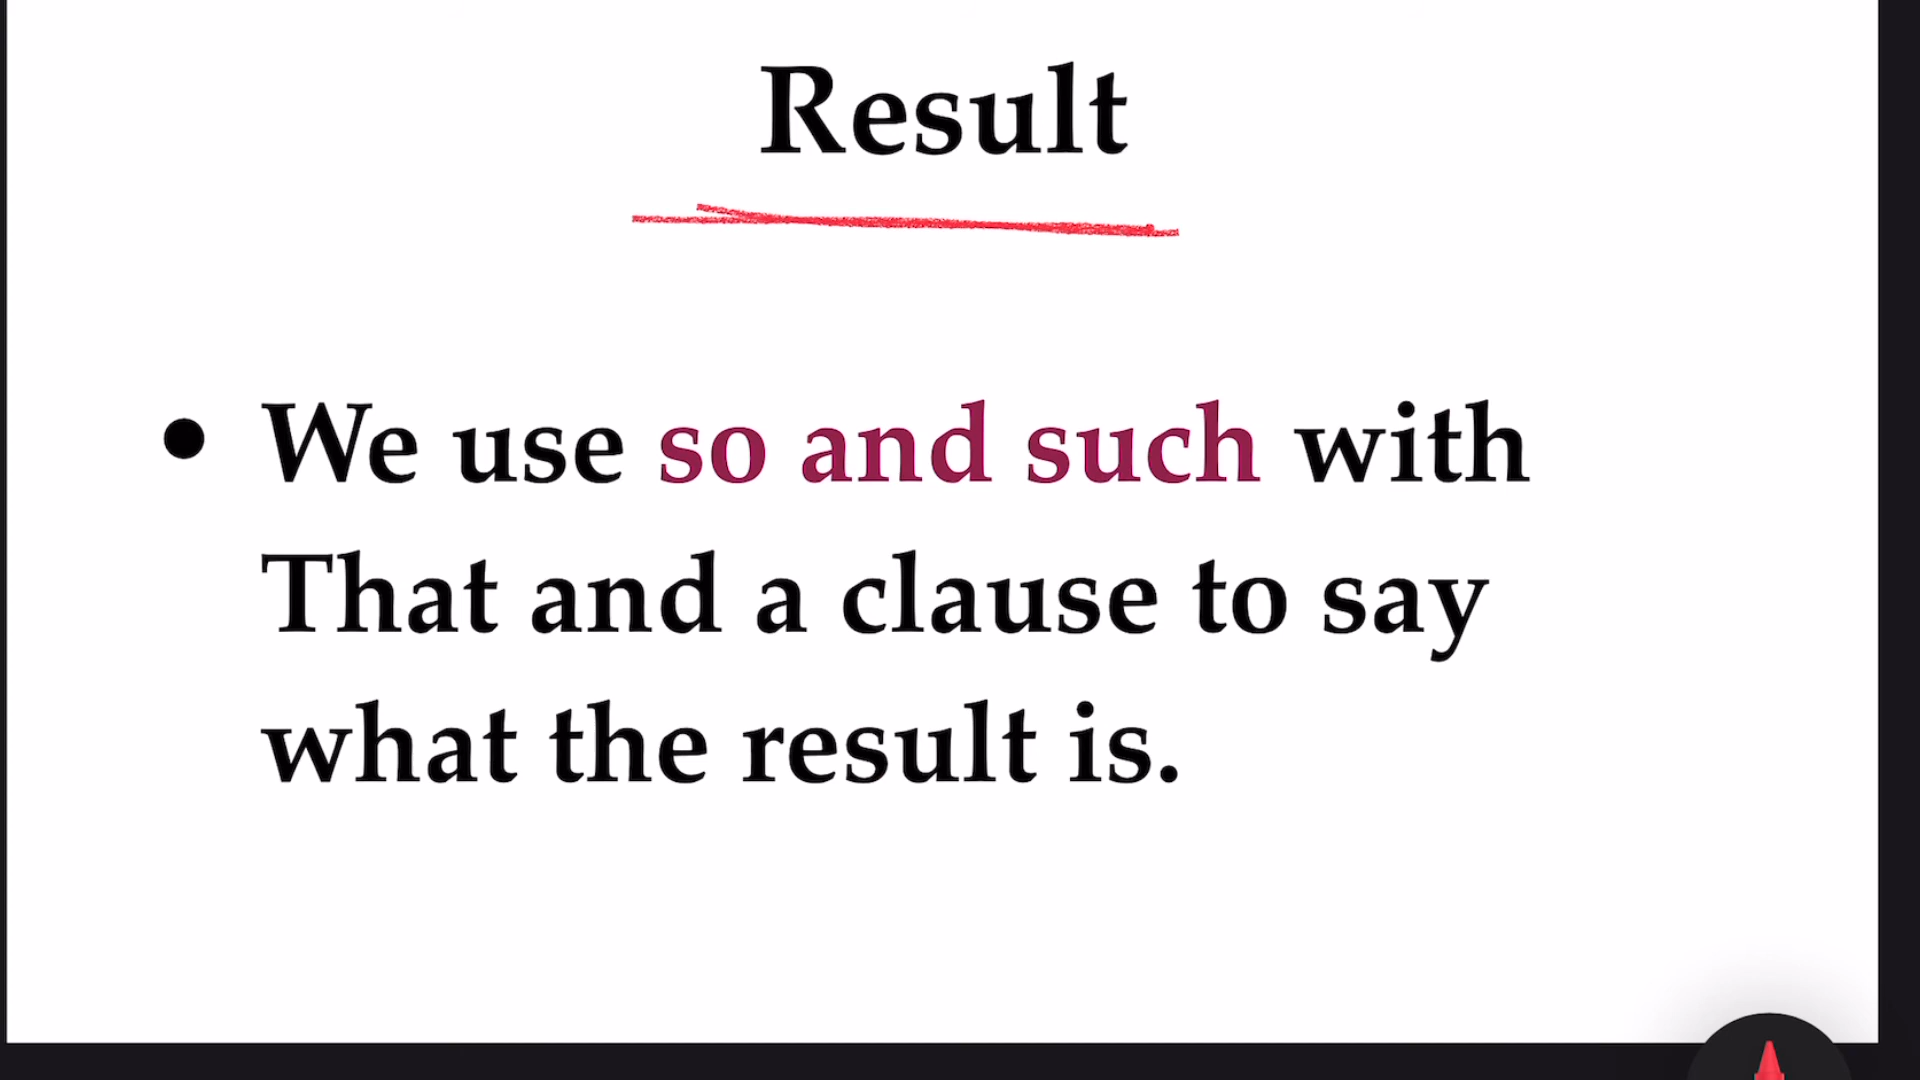 Result
• We use so and such with
That and a clause to say
what the result is.